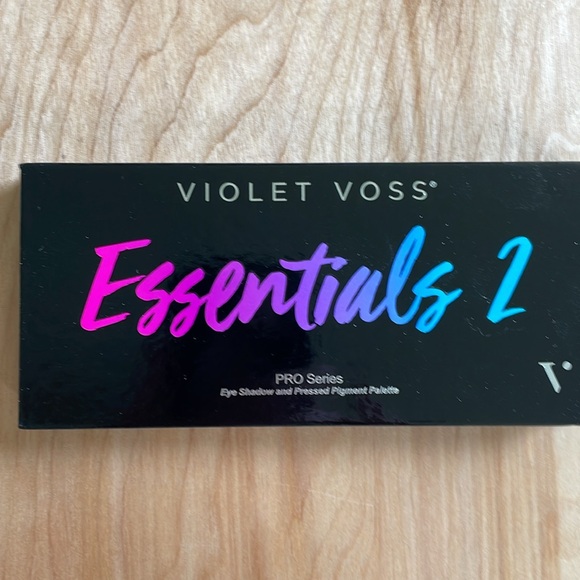 VIOLET VOSS®
Essentials 2
PRO Series
Eye Shadow and Pressed Pigment Palette
V